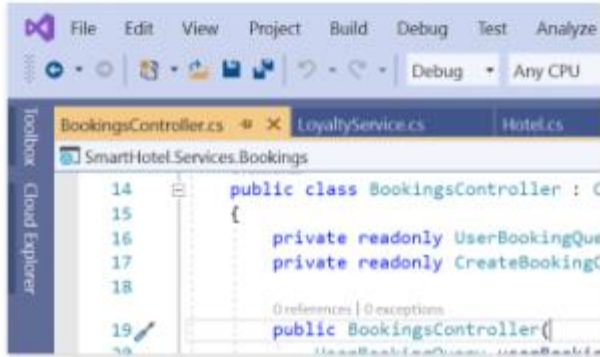 File Edit View Project Build Debug Test Analyze
Debug Any CPU
Toolbox
Cloud Explorer
BookingsController.cs LoyaltyService.cs Hotel.cs
SmartHotel.Services.Bookings
14 public class BookingsController : C
15 {
16 private readonly UserBookingQue
17 private readonly CreateBookingC
18
0 references | 0 exceptions
19 public BookingsController(